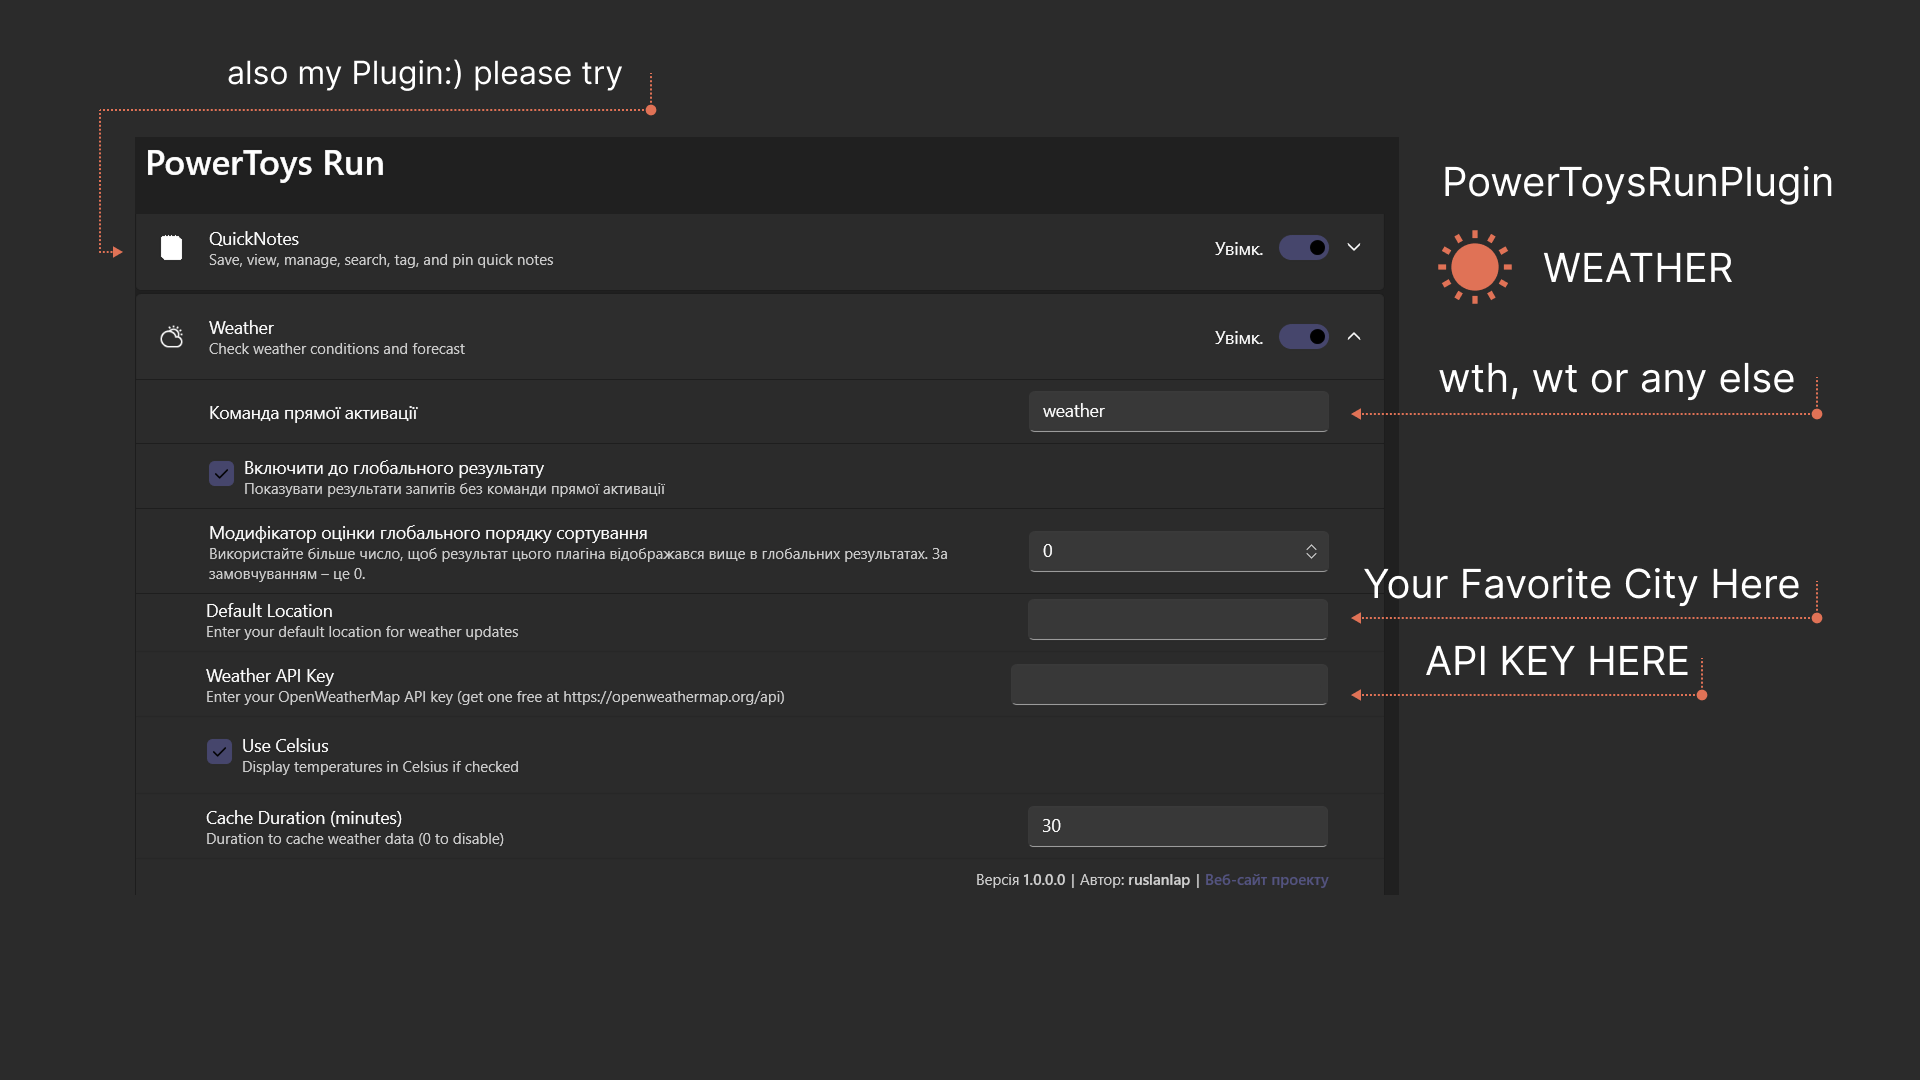 also my Plugin:) please try
PowerToys Run
PowerToysRunPlugin
WEATHER
QuickNotes
Save, view, manage, search, tag, and pin quick notes
Увімк.
Weather
Check weather conditions and forecast
Увімк.
wth, wt or any else
Команда прямої активації
weather
Включити до глобального результату
Показувати результати запитів без команди прямої активації
Модифікатор оцінки глобального порядку сортування
Використайте більше число, щоб результат цього плагіна відображався вище в глобальних результатах. За
замовчуванням – це 0.
0
Your Favorite City Here
Default Location
Enter your default location for weather updates
API KEY HERE
Weather API Key
Enter your OpenWeatherMap API key (get one free at https://openweathermap.org/api)
Use Celsius
Display temperatures in Celsius if checked
Cache Duration (minutes)
Duration to cache weather data (0 to disable)
30
Версія 1.0.0.0 | Автор: ruslanlap | Веб-сайт проекту